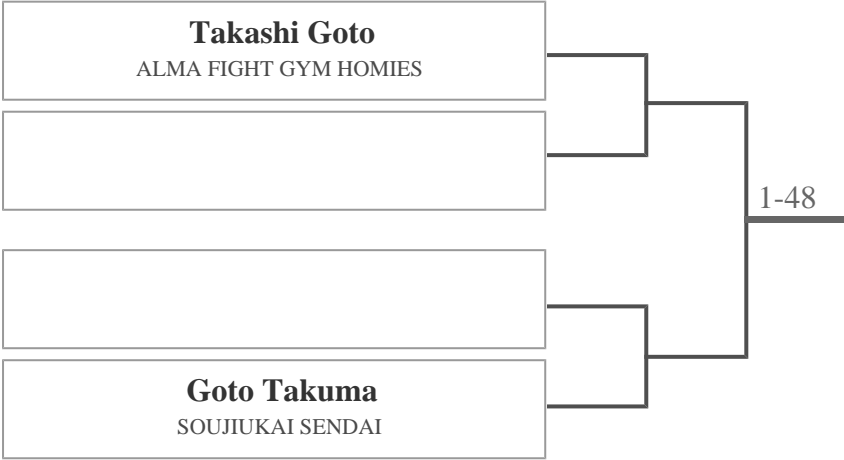 Takashi Goto
ALMA FIGHT GYM HOMIES
1-48
Goto Takuma
SOUJIUKAI SENDAI